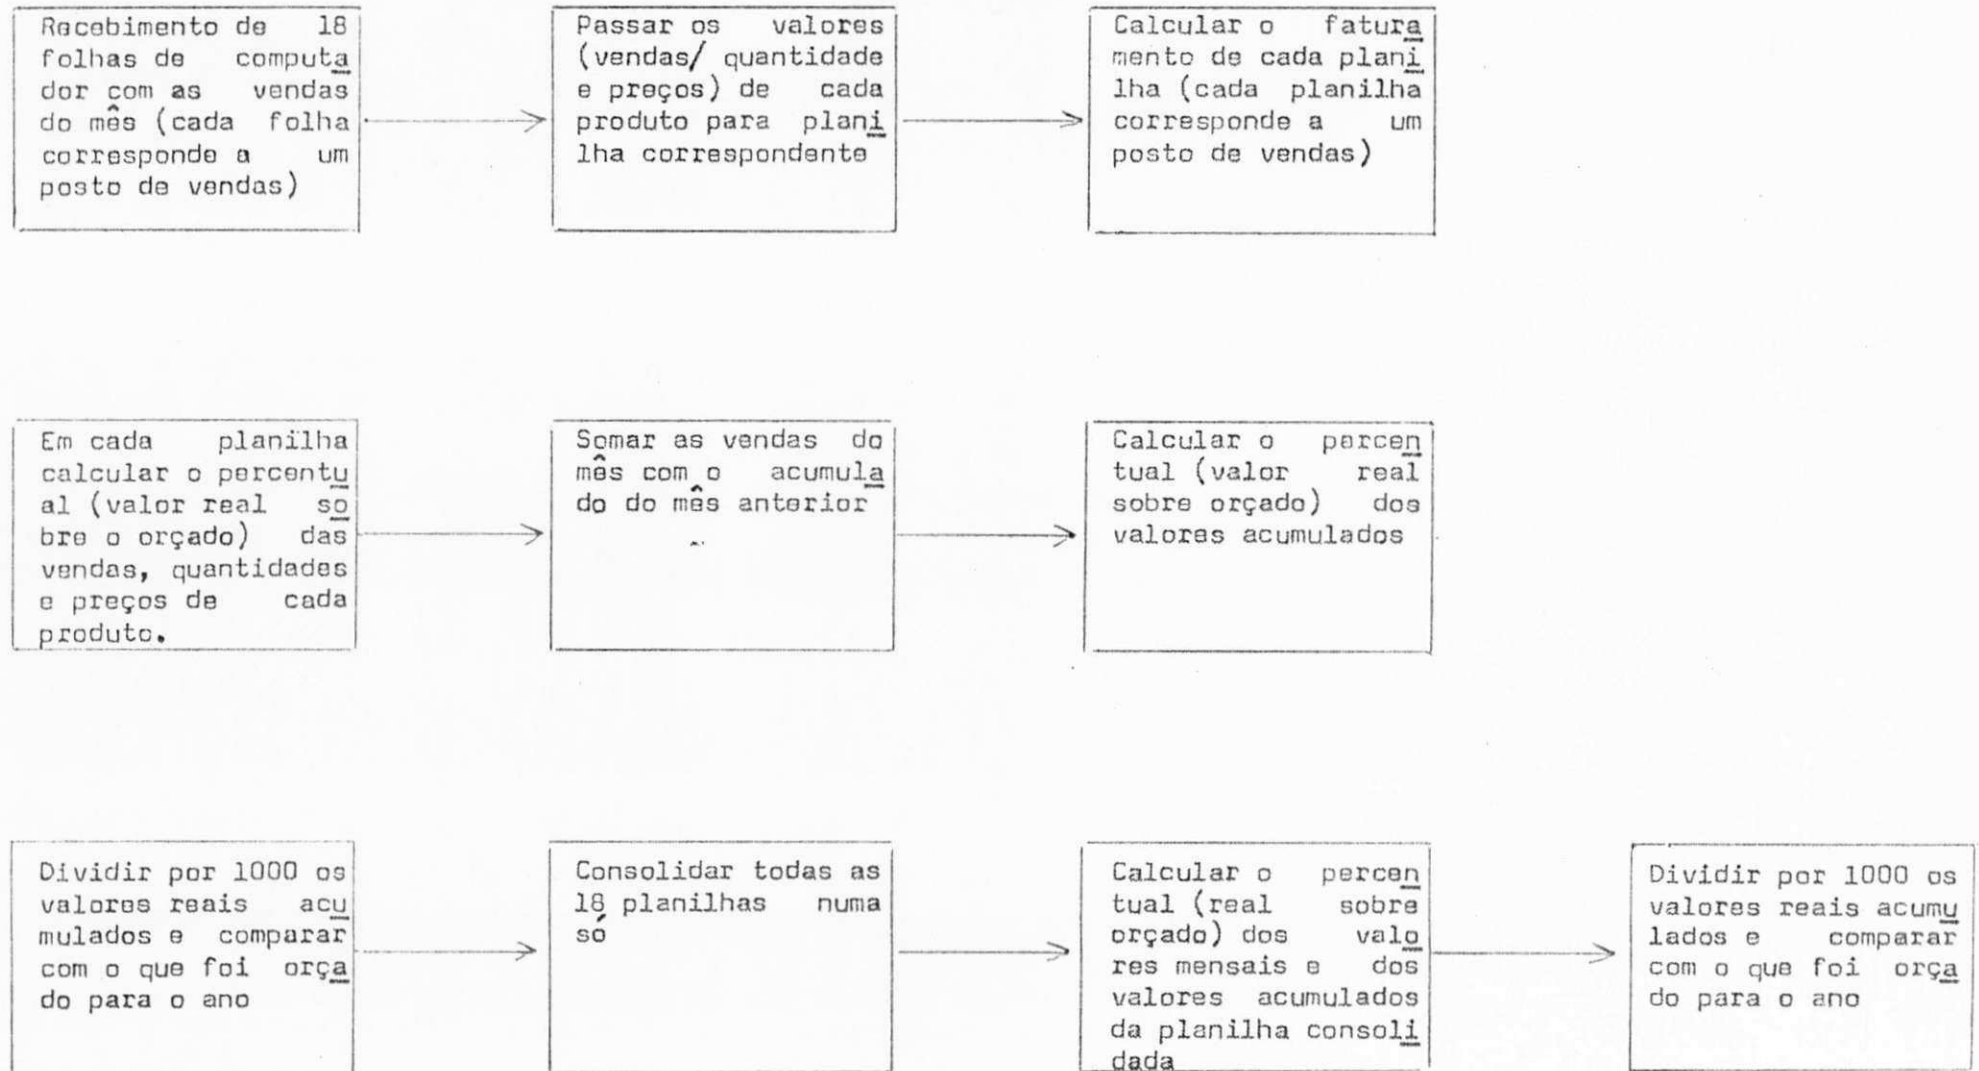 Recebimento de 18
folhas de computa
dor com as vendas
do mês (cada folha
corresponde a um
posto de vendas)
Passar os valores
(vendas/ quantidade
e preços) de cada
produto para plani
lha correspondente
Calcular o fatura
mento de cada plani
lha (cada planilha
corresponde a um
posto de vendas)
Em cada planilha
calcular o percentu
al (valor real so
bre o orçado) das
vendas, quantidades
e preços de cada
produto.
Somar as vendas do
mês com o acumula
do do mês anterior
Calcular o percen
tual (valor real
sobre orçado) dos
valores acumulados
Dividir por 1000 os
valores reais acu
mulados e comparar
com o que foi orça
do para o ano
Consolidar todas as
18 planilhas numa
só
Calcular o percen
tual (real sobre
orçado) dos valo
res mensais e dos
valores acumulados
da planilha consoli
dada
Dividir por 1000 os
valores reais acumu
lados e comparar
com o que foi orça
do para o ano